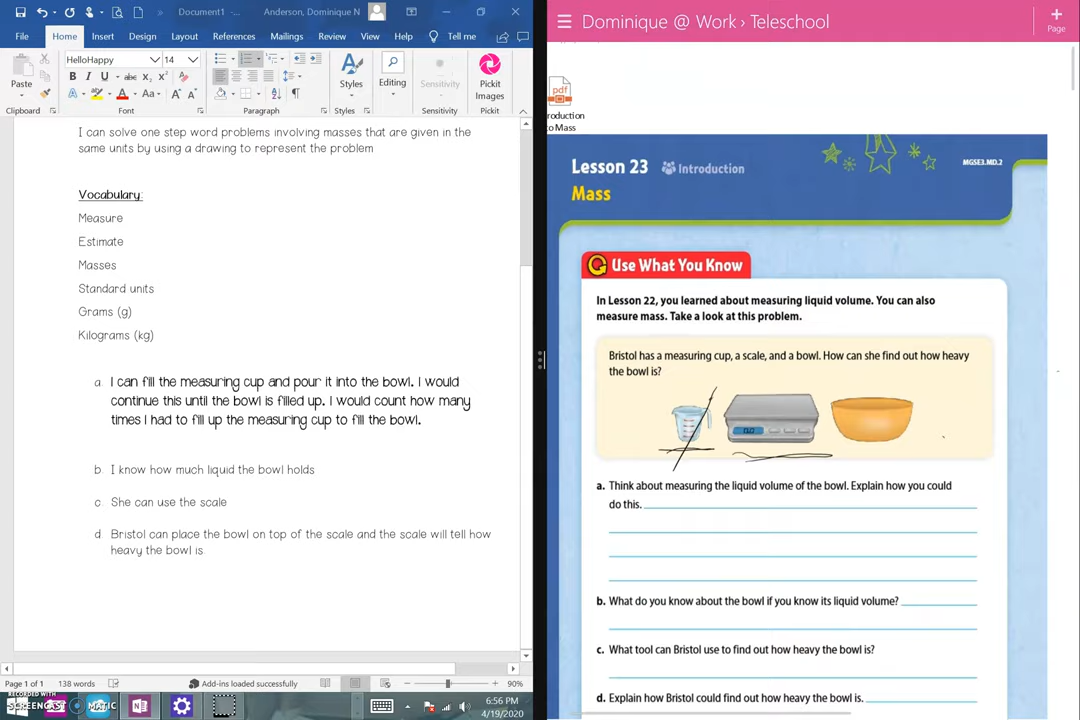 Document1 -...
Anderson, Dominique N
File Home Insert Design Layout References Mailings Review View Help Tell me
Paste
HelloHappy 14
Styles
Editing
Sensitivity
Pickit Images
Clipboard Font Paragraph Styles Sensitivity Pickit
I can solve one step word problems involving masses that are given in the
same units by using a drawing to represent the problem
Vocabulary:
Measure
Estimate
Masses
Standard units
Grams (g)
Kilograms (kg)
a I can fill the measuring cup and pour it into the bowl. I would
continue this until the bowl is filled up. I would count how many
times I had to fill up the measuring cup to fill the bowl.
b. I know how much liquid the bowl holds
c. She can use the scale
d Bristol can place the bowl on top of the scale and the scale will tell how
heavy the bowl is
Page 1 of 1 138 words Add-ins loaded successfully 90%
RECORDED WITH
SCREENCAST MATIC
6:56 PM
4/19/2020
Dominique @ Work › Teleschool
Page
pdf
roduction
to Mass
Lesson 23 Introduction
MGSE3.MD.2
Mass
Use What You Know
In Lesson 22, you learned about measuring liquid volume. You can also
measure mass. Take a look at this problem.
Bristol has a measuring cup, a scale, and a bowl. How can she find out how heavy
the bowl is?
a. Think about measuring the liquid volume of the bowl. Explain how you could
do this.
b. What do you know about the bowl if you know its liquid volume?
c. What tool can Bristol use to find out how heavy the bowl is?
d. Explain how Bristol could find out how heavy the bowl is.